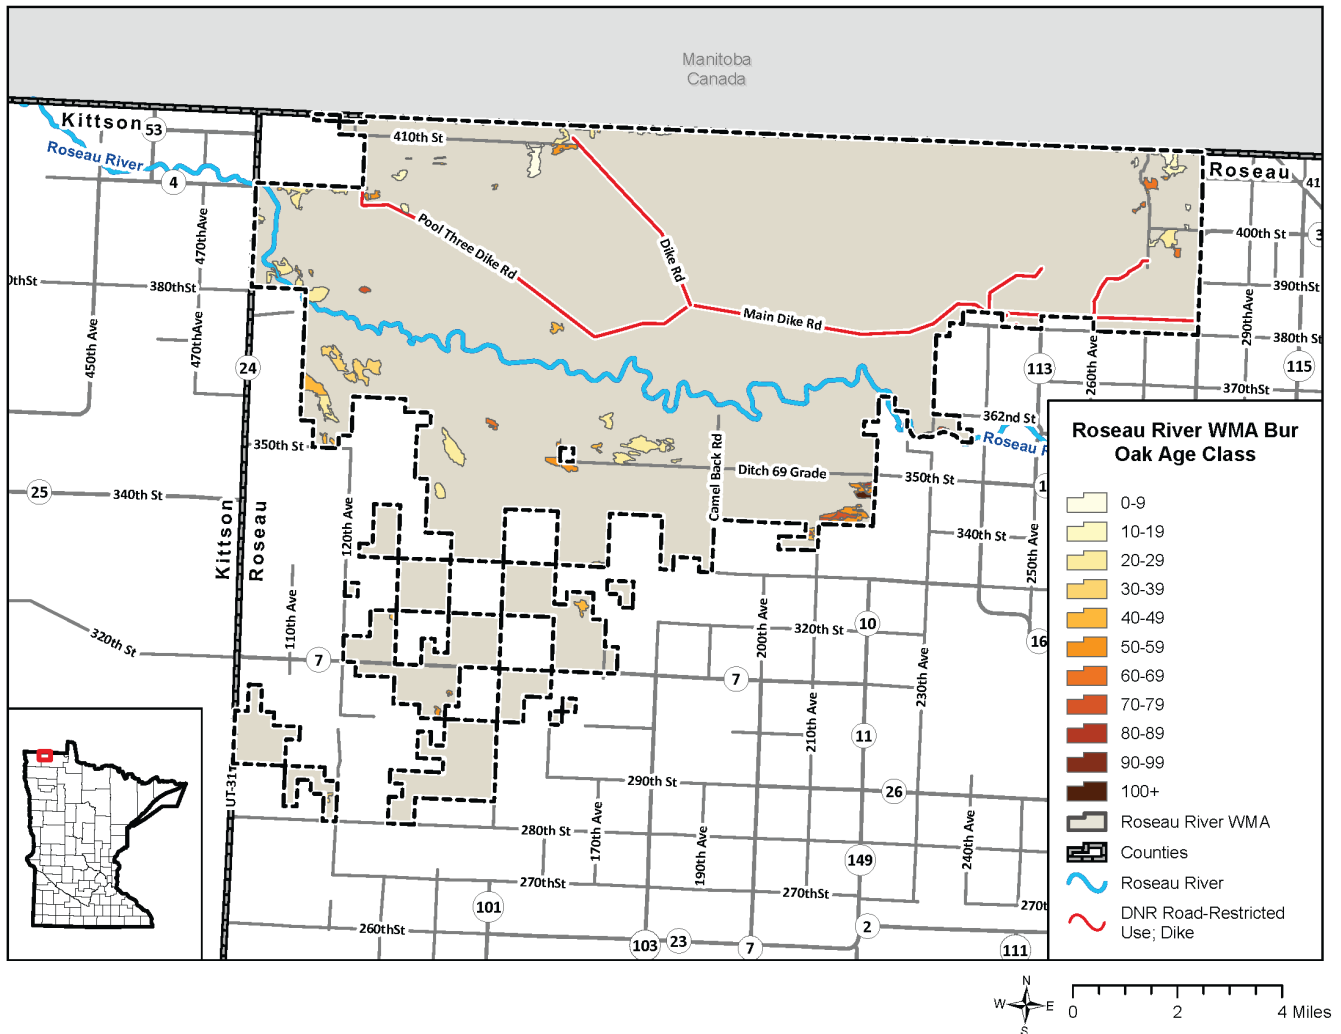 Manitoba
Canada
Kittson
53
410th St
Roseau
41
Roseau River
4
470thAve
Pool Three Dike Rd
Dike Rd
400th St
3
0thSt
380thSt
390thSt
290thAve
Main Dike Rd
380th St
450th Ave
470thAve
24
113
260th Ave
115
370thSt
362nd St
350th St
Roseau R
Camel Back Rd
Ditch 69 Grade
350th St
1
25
340th St
Kittson
Roseau
120th Ave
340th St
250th Ave
110th Ave
320th St
7
200th Ave
320th St
10
16
230th Ave
7
210th Ave
11
UT-31
290th St
26
170th Ave
190th Ave
280th St
240th Ave
149
270thSt
270thSt
270t
101
260thSt
103
23
7
2
111
Roseau River WMA Bur
Oak Age Class
0-9
10-19
20-29
30-39
40-49
50-59
60-69
70-79
80-89
90-99
100+
Roseau River WMA
Counties
Roseau River
DNR Road-Restricted
Use; Dike
N
W E
S
0 2 4 Miles